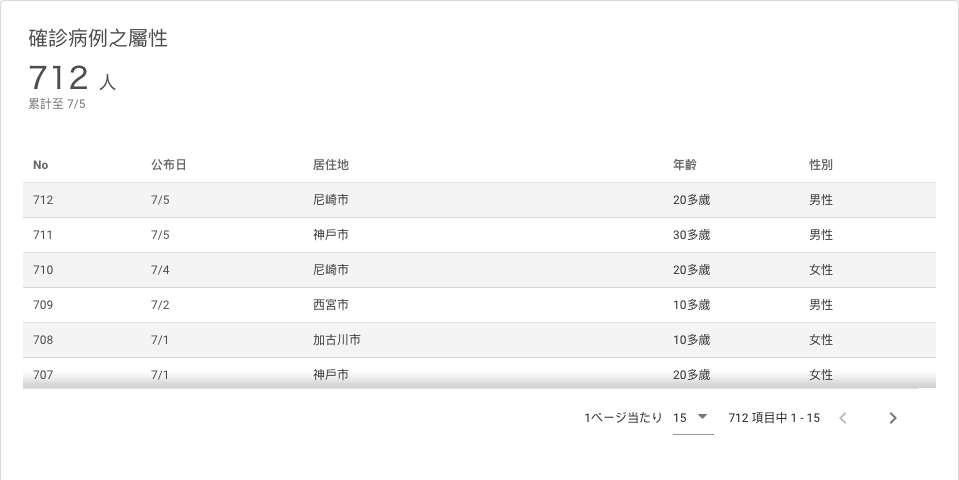 確診病例之屬性
712 人
累計至 7/5
No 公布日 居住地 年齡 性別
712 7/5 尼崎市 20多歲 男性
711 7/5 神戶市 30多歲 男性
710 7/4 尼崎市 20多歲 女性
709 7/2 西宮市 10多歲 男性
708 7/1 加古川市 10多歲 女性
707 7/1 神戶市 20多歲 女性
1ページ当たり 15 712 項目中 1 - 15